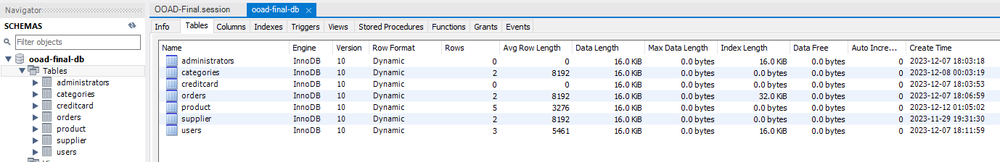 Navigator
OOAD-Final.session ooad-final-db
SCHEMAS
Filter objects
ooad-final-db
Tables
administrators
categories
creditcard
orders
product
supplier
users
Info Tables Columns Indexes Triggers Views Stored Procedures Functions Grants Events
Name Engine Version Row Format Rows Avg Row Length Data Length Max Data Length Index Length Data Free Auto Incre... Create Time
administrators InnoDB 10 Dynamic 0 0 16.0 KiB 0.0 bytes 16.0 KiB 0.0 bytes 0 2023-12-07 18:03:18
categories InnoDB 10 Dynamic 2 8192 16.0 KiB 0.0 bytes 0.0 bytes 0.0 bytes 0 2023-12-08 00:03:19
creditcard InnoDB 10 Dynamic 0 0 16.0 KiB 0.0 bytes 0.0 bytes 0.0 bytes 0 2023-12-07 18:03:53
orders InnoDB 10 Dynamic 2 8192 16.0 KiB 0.0 bytes 32.0 KiB 0.0 bytes 0 2023-12-07 18:06:59
product InnoDB 10 Dynamic 5 3276 16.0 KiB 0.0 bytes 0.0 bytes 0.0 bytes 0 2023-12-12 01:05:02
supplier InnoDB 10 Dynamic 2 8192 16.0 KiB 0.0 bytes 0.0 bytes 0.0 bytes 0 2023-11-29 19:31:30
users InnoDB 10 Dynamic 3 5461 16.0 KiB 0.0 bytes 16.0 KiB 0.0 bytes 0 2023-12-07 18:11:59